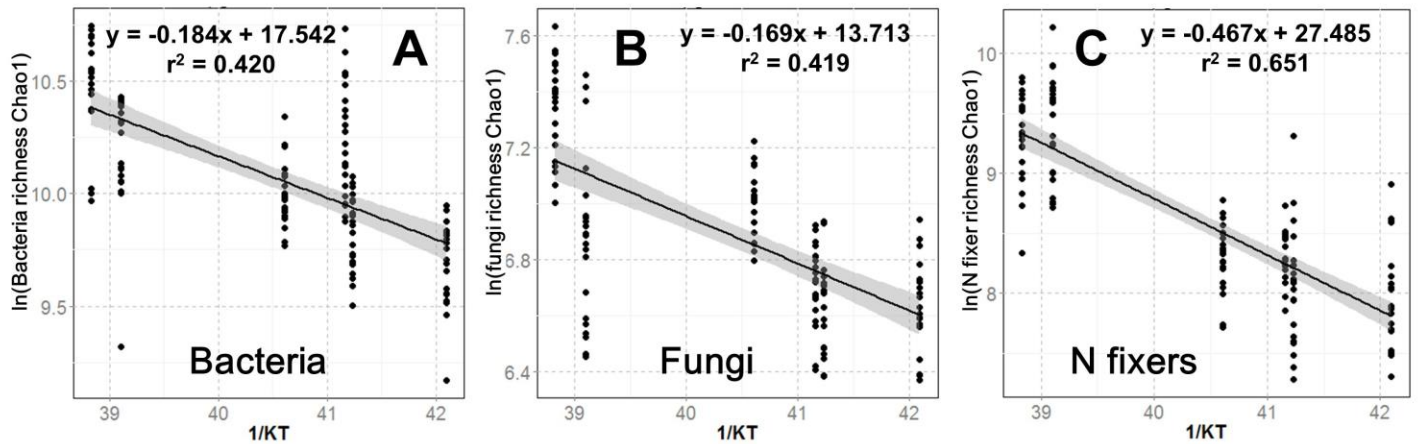 y = -0.184x + 17.542
r² = 0.420
A
ln(Bacteria richness Chao1)
10.5
10.0
9.5
Bacteria
39 40 41 42
1/KT
y = -0.169x + 13.713
r² = 0.419
B
ln(fungi richness Chao1)
7.6
7.2
6.8
6.4
Fungi
39 40 41 42
1/KT
C
y = -0.467x + 27.485
r² = 0.651
ln(N fixer richness Chao1)
10
9
8
N fixers
39 40 41 42
1/KT